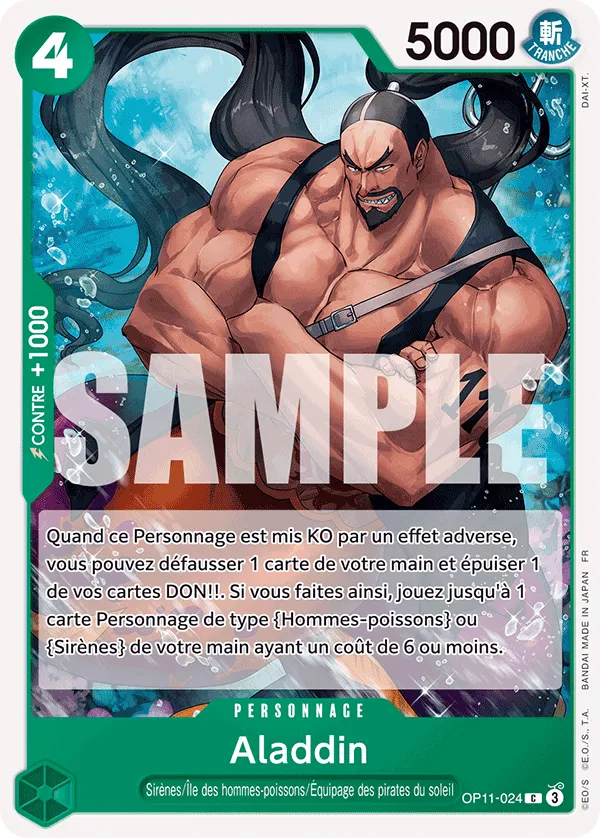 4
5000
斬
TRANCHE
DAI-XT.
CONTRE +1000
SAMPLE
Quand ce Personnage est mis KO par un effet adverse,
vous pouvez défausser 1 carte de votre main et épuiser 1
de vos cartes DON!!. Si vous faites ainsi, jouez jusqu'à 1
carte Personnage de type {Hommes-poissons} ou
{Sirènes} de votre main ayant un coût de 6 ou moins.
PERSONNAGE
Aladdin
Sirènes/Île des hommes-poissons/Équipage des pirates du soleil
OP11-024 C 3
©E.O/S ©E.O./S., T.A. BANDAI MADE IN JAPAN FR